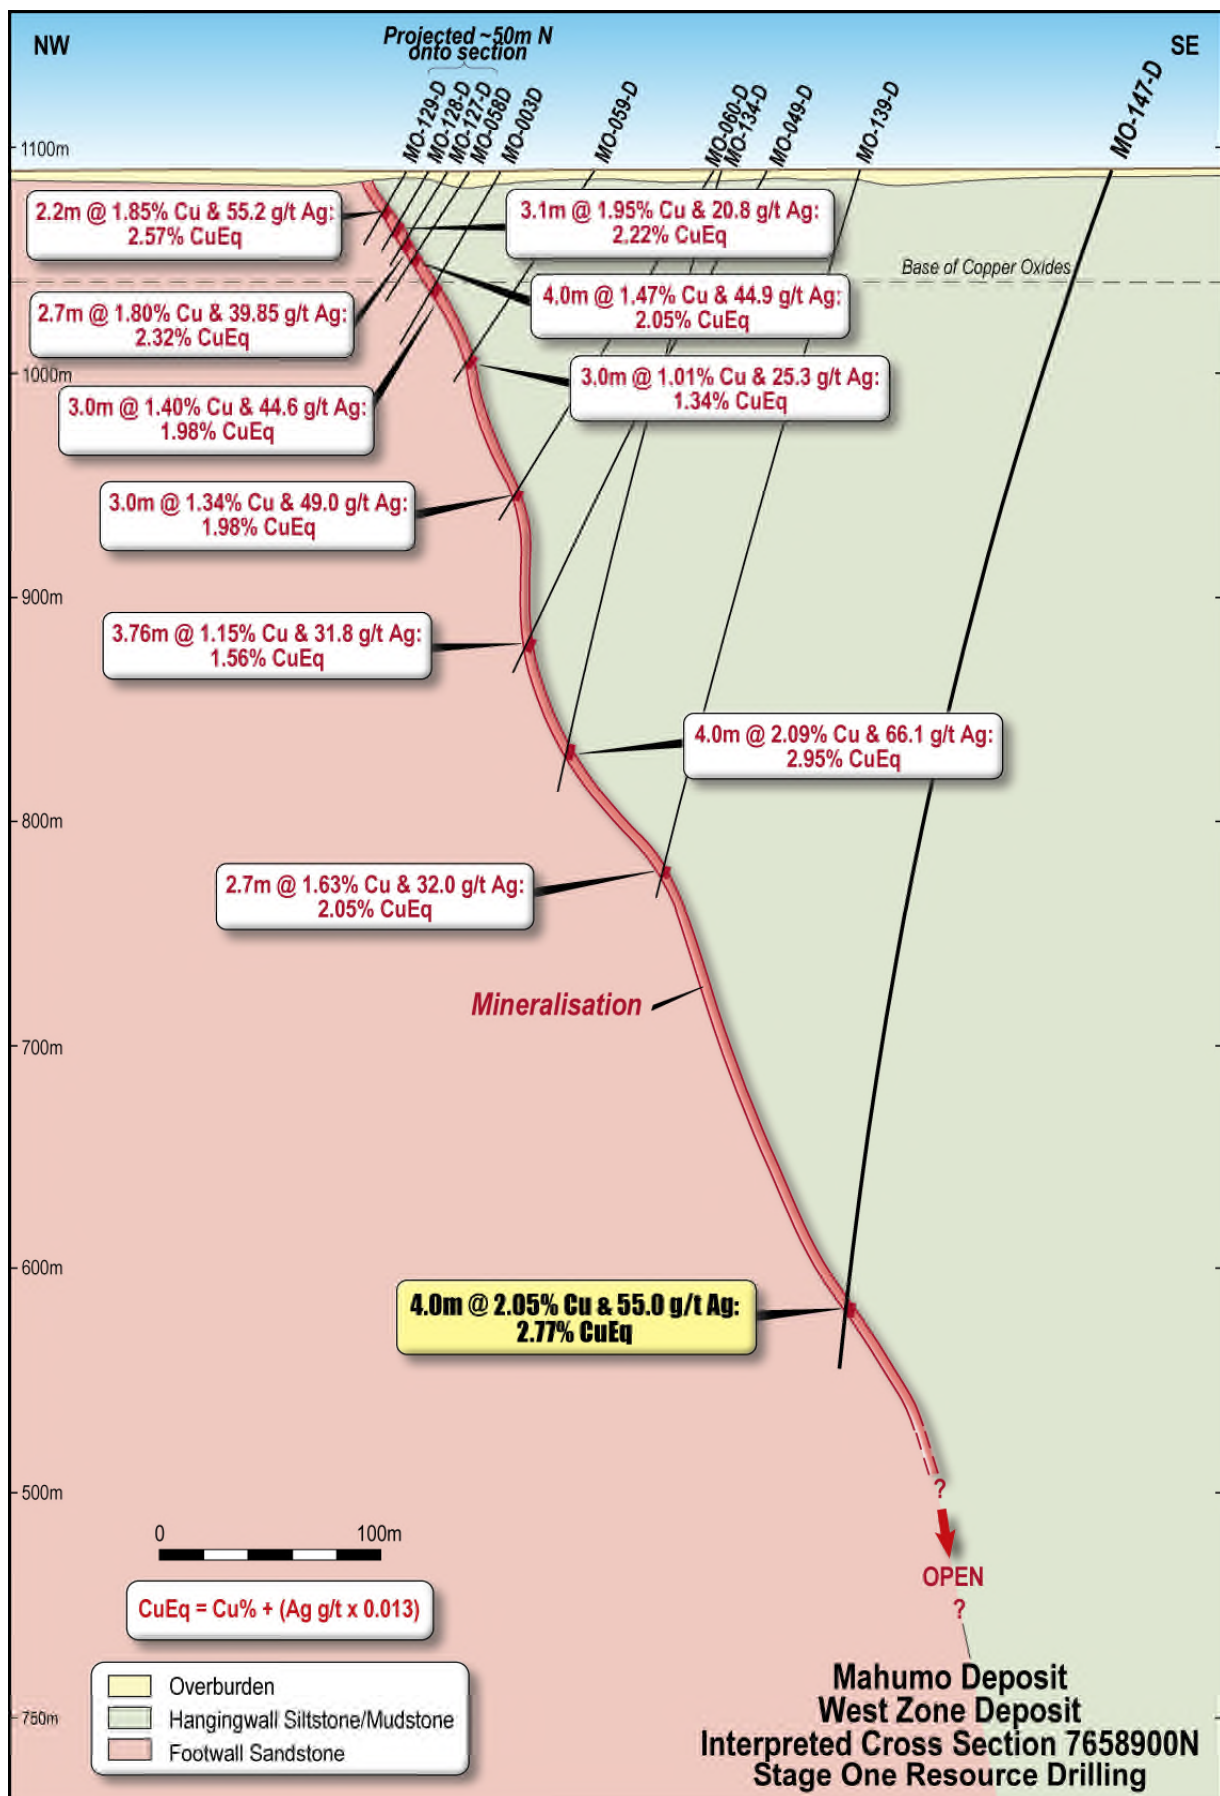 NW
Projected ~50m N
onto section
SE
MO-129-D
MO-128-D
MO-127-D
MO-058D
MO-003D
MO-059-D
MO-060-D
MO-134-D
MO-049-D
MO-139-D
MO-147-D
1100m
2.2m @ 1.85% Cu & 55.2 g/t Ag:
2.57% CuEq
3.1m @ 1.95% Cu & 20.8 g/t Ag:
2.22% CuEq
Base of Copper Oxides
2.7m @ 1.80% Cu & 39.85 g/t Ag:
2.32% CuEq
4.0m @ 1.47% Cu & 44.9 g/t Ag:
2.05% CuEq
1000m
3.0m @ 1.01% Cu & 25.3 g/t Ag:
1.34% CuEq
3.0m @ 1.40% Cu & 44.6 g/t Ag:
1.98% CuEq
3.0m @ 1.34% Cu & 49.0 g/t Ag:
1.98% CuEq
900m
3.76m @ 1.15% Cu & 31.8 g/t Ag:
1.56% CuEq
4.0m @ 2.09% Cu & 66.1 g/t Ag:
2.95% CuEq
800m
2.7m @ 1.63% Cu & 32.0 g/t Ag:
2.05% CuEq
Mineralisation
700m
600m
4.0m @ 2.05% Cu & 55.0 g/t Ag:
2.77% CuEq
500m
?
0 100m
OPEN
?
CuEq = Cu% + (Ag g/t x 0.013)
Overburden
Hangingwall Siltstone/Mudstone
Footwall Sandstone
750m
Mahumo Deposit
West Zone Deposit
Interpreted Cross Section 7658900N
Stage One Resource Drilling